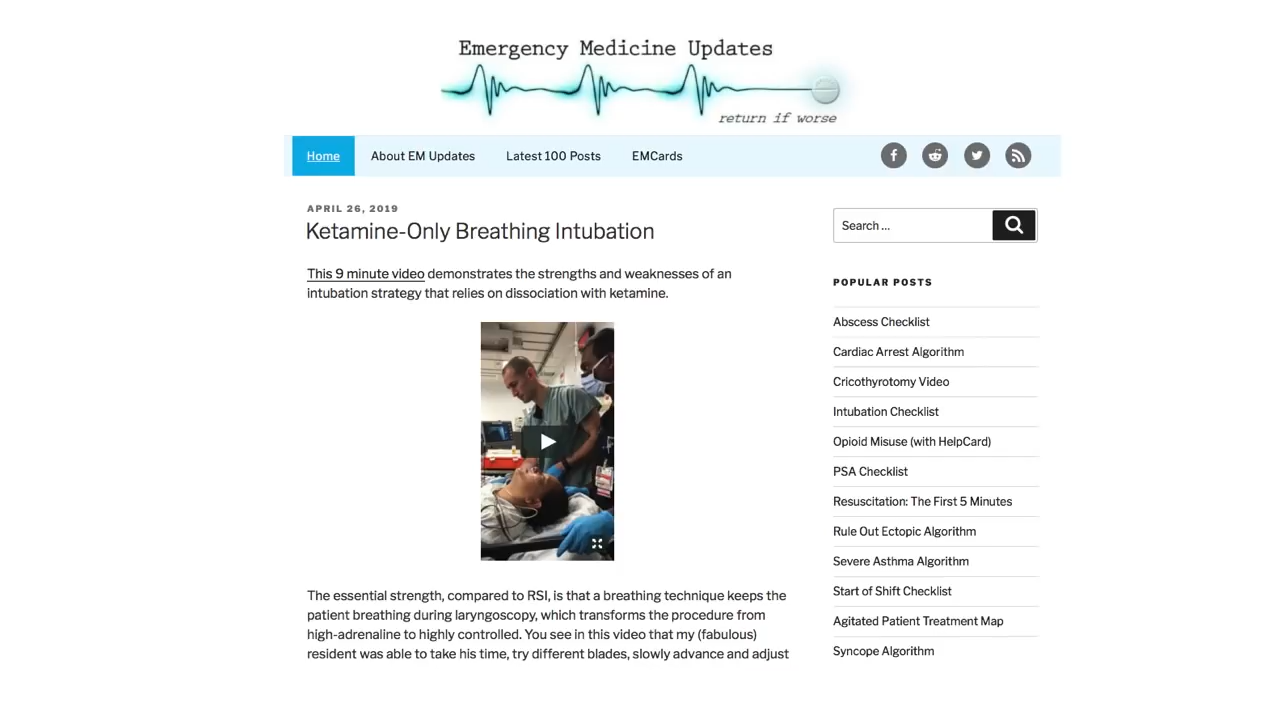 Emergency Medicine Updates
return if worse
Home
About EM Updates
Latest 100 Posts
EMCards
APRIL 26, 2019
Ketamine-Only Breathing Intubation
This 9 minute video demonstrates the strengths and weaknesses of an
intubation strategy that relies on dissociation with ketamine.
The essential strength, compared to RSI, is that a breathing technique keeps the
patient breathing during laryngoscopy, which transforms the procedure from
high-adrenaline to highly controlled. You see in this video that my (fabulous)
resident was able to take his time, try different blades, slowly advance and adjust
Search ...
POPULAR POSTS
Abscess Checklist
Cardiac Arrest Algorithm
Cricothyrotomy Video
Intubation Checklist
Opioid Misuse (with HelpCard)
PSA Checklist
Resuscitation: The First 5 Minutes
Rule Out Ectopic Algorithm
Severe Asthma Algorithm
Start of Shift Checklist
Agitated Patient Treatment Map
Syncope Algorithm